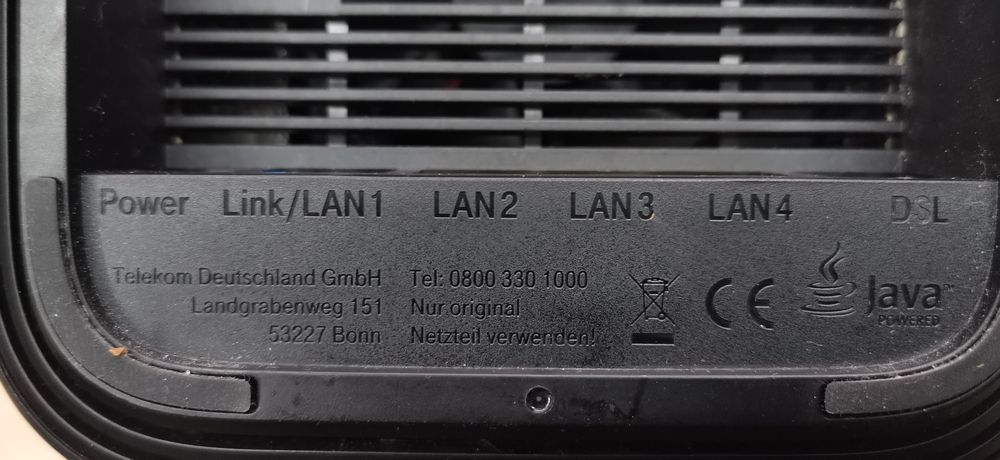 Power Link/LAN1 LAN2 LAN3 LAN4 DSL
Telekom Deutschland GmbH
Landgrabenweg 151
53227 Bonn
Tel: 0800 330 1000
Nur original
Netzteil verwenden!
CE
Java™
POWERED